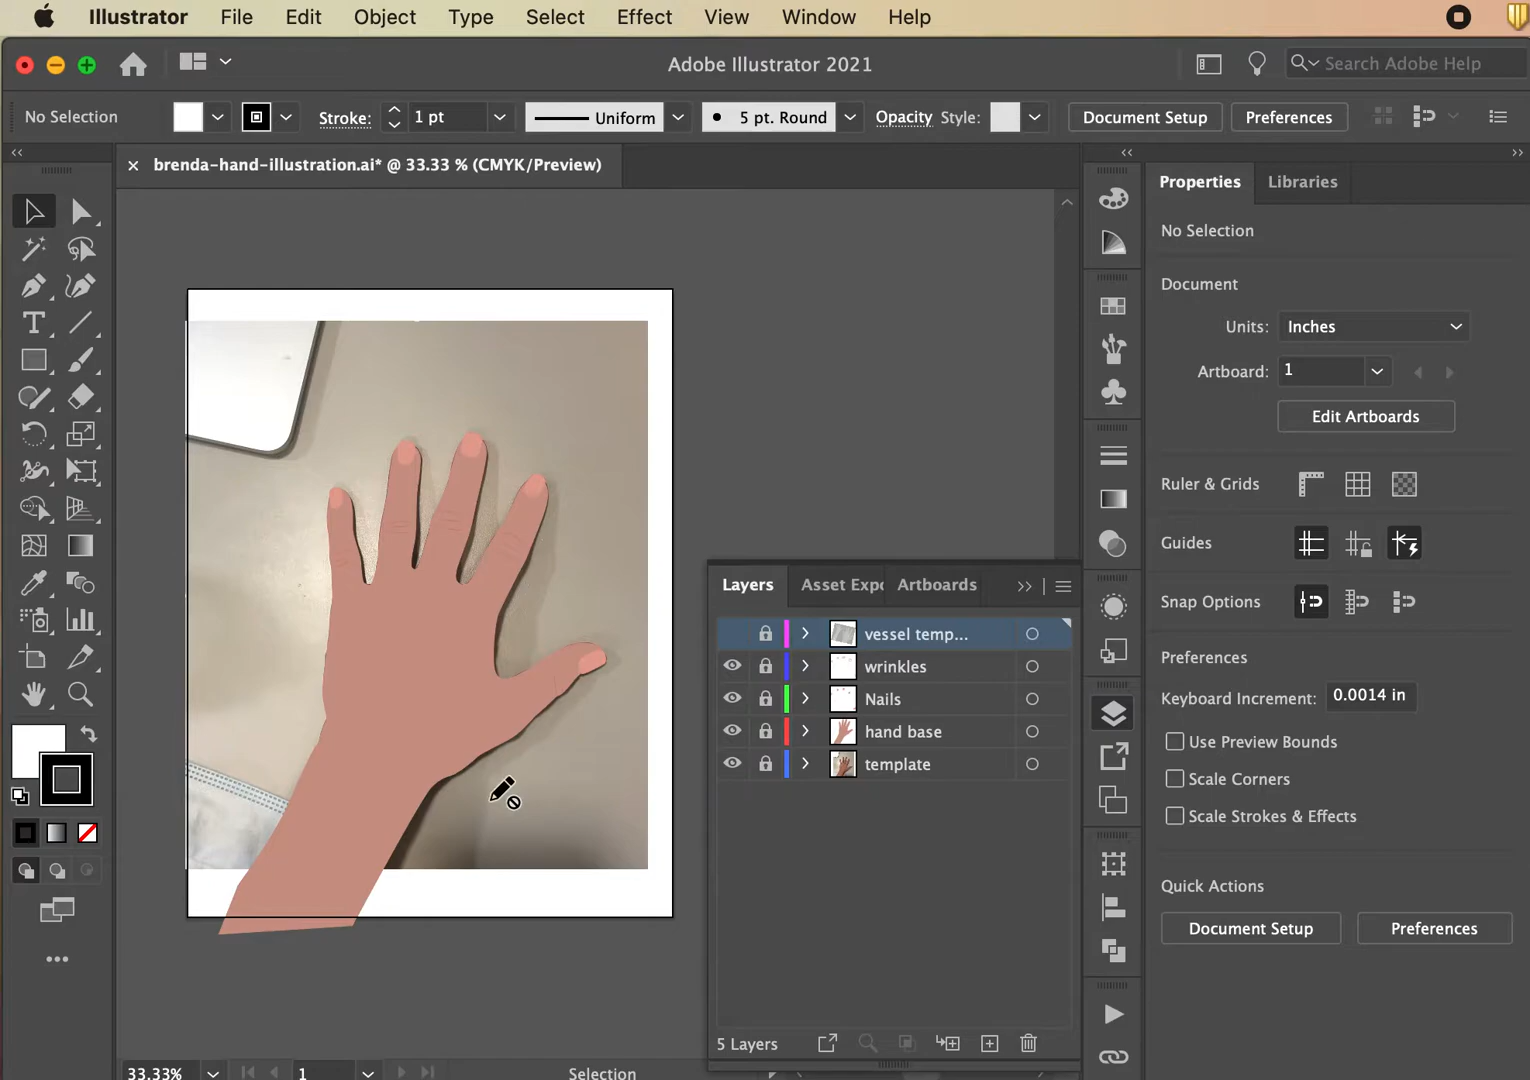 Illustrator File Edit Object Type Select Effect View Window Help
Adobe Illustrator 2021
Search Adobe Help
No Selection
Stroke: 1 pt
Uniform
5 pt. Round
Opacity Style:
Document Setup
Preferences
brenda-hand-illustration.ai* @ 33.33 % (CMYK/Preview)
Properties
Libraries
No Selection
Document
Units: Inches
Artboard: 1
Edit Artboards
Ruler & Grids
Guides
Snap Options
Preferences
Keyboard Increment: 0.0014 in
Use Preview Bounds
Scale Corners
Scale Strokes & Effects
Quick Actions
Document Setup
Preferences
Layers
Asset Expo
Artboards
vessel temp...
wrinkles
Nails
hand base
template
5 Layers
33.33%
1
Selection